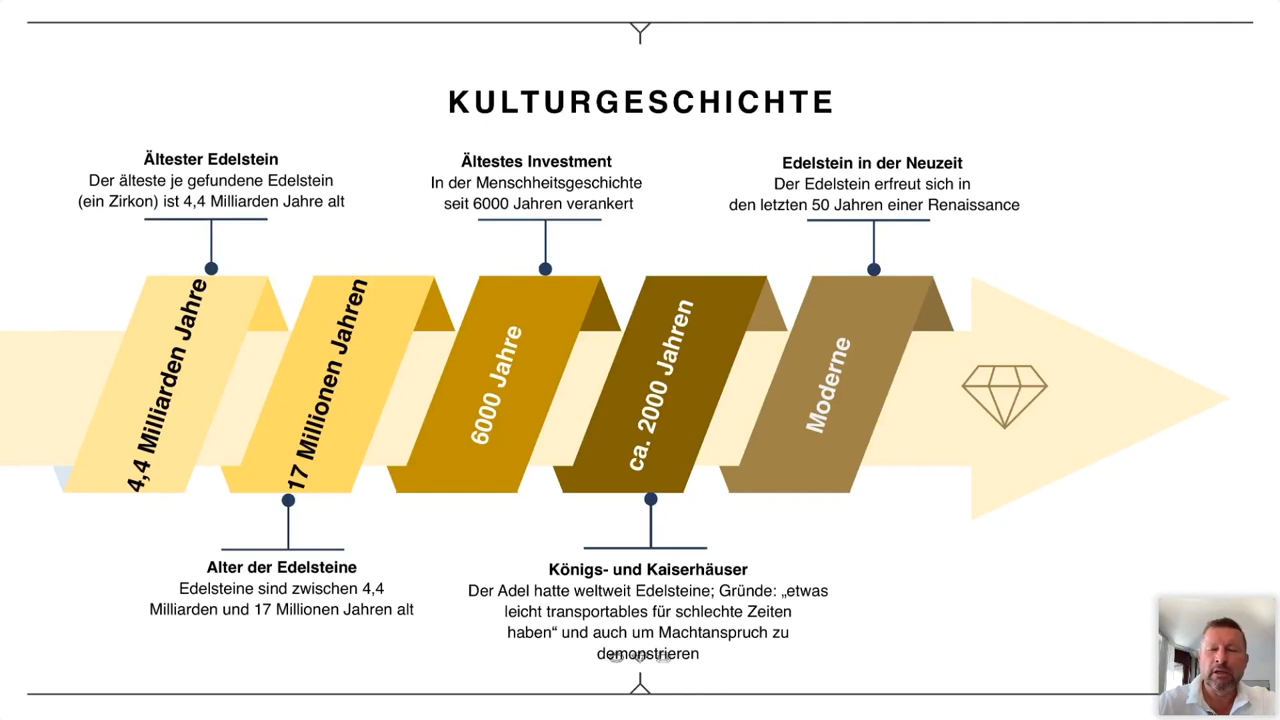 KULTURGESCHICHTE
Ältester Edelstein
Der älteste je gefundene Edelstein
(ein Zirkon) ist 4,4 Milliarden Jahre alt
Ältestes Investment
In der Menschheitsgeschichte
seit 6000 Jahren verankert
Edelstein in der Neuzeit
Der Edelstein erfreut sich in
den letzten 50 Jahren einer Renaissance
4,4 Milliarden Jahre
17 Millionen Jahren
6000 Jahre
ca. 2000 Jahren
Moderne
Alter der Edelsteine
Edelsteine sind zwischen 4,4
Milliarden und 17 Millionen Jahren alt
Königs- und Kaiserhäuser
Der Adel hatte weltweit Edelsteine; Gründe: „etwas
leicht transportables für schlechte Zeiten
haben“ und auch um Machtanspruch zu
demonstrieren